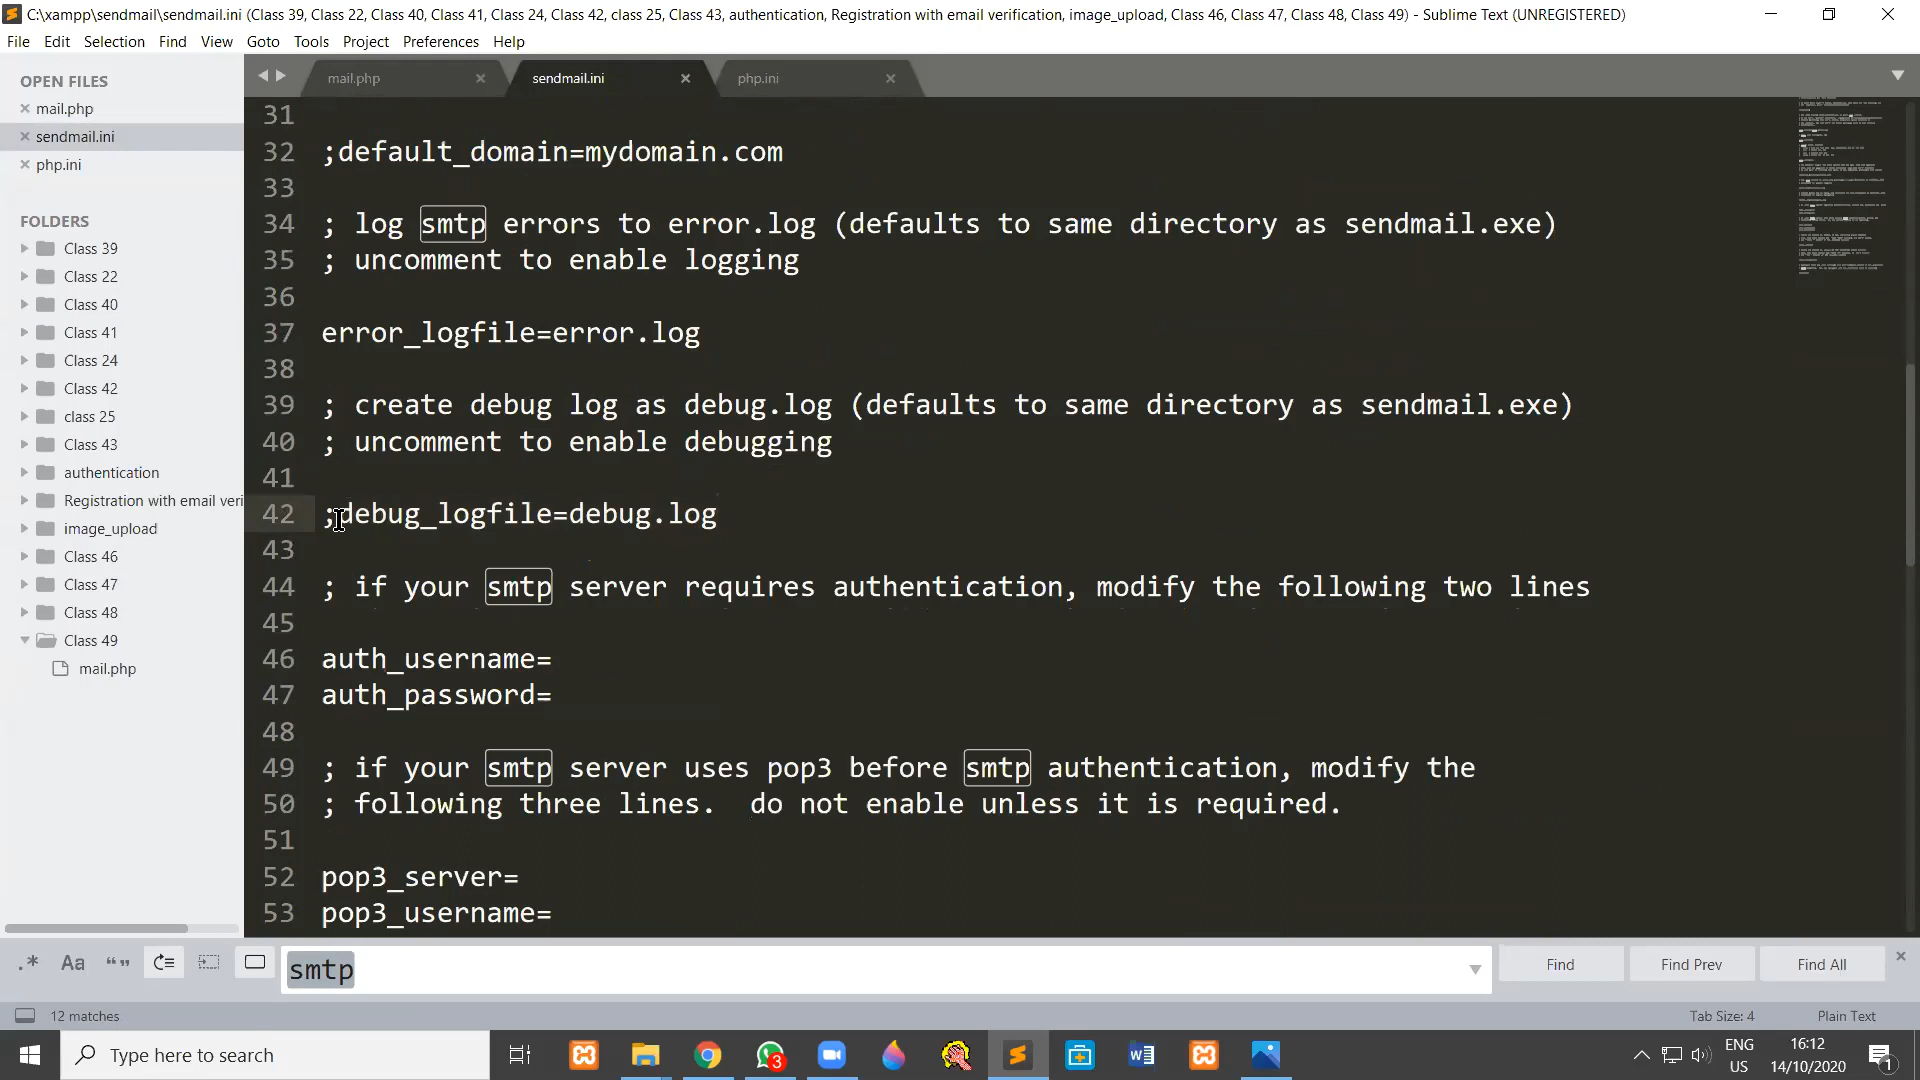 C:\xampp\sendmail\sendmail.ini (Class 39, Class 22, Class 40, Class 41, Class 24, Class 42, class 25, Class 43, authentication, Registration with email verification, image_upload, Class 46, Class 47, Class 48, Class 49) - Sublime Text (UNREGISTERED)
File Edit Selection Find View Goto Tools Project Preferences Help
OPEN FILES
mail.php
sendmail.ini
php.ini
FOLDERS
Class 39
Class 22
Class 40
Class 41
Class 24
Class 42
class 25
Class 43
authentication
Registration with email veri
image_upload
Class 46
Class 47
Class 48
Class 49
mail.php
mail.php sendmail.ini php.ini
31
32 ;default_domain=mydomain.com
33
34 ; log smtp errors to error.log (defaults to same directory as sendmail.exe)
35 ; uncomment to enable logging
36
37 error_logfile=error.log
38
39 ; create debug log as debug.log (defaults to same directory as sendmail.exe)
40 ; uncomment to enable debugging
41
42 ;debug_logfile=debug.log
43
44 ; if your smtp server requires authentication, modify the following two lines
45
46 auth_username=
47 auth_password=
48
49 ; if your smtp server uses pop3 before smtp authentication, modify the
50 ; following three lines.  do not enable unless it is required.
51
52 pop3_server=
53 pop3_username=
.* Aa “ ” smtp Find Find Prev Find All
12 matches Tab Size: 4 Plain Text
Type here to search
3
ENG
US
16:12
14/10/2020
1